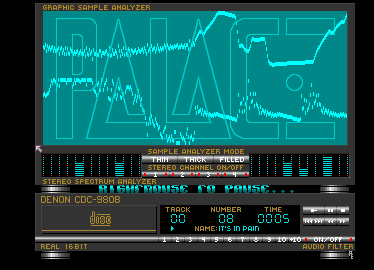 GRAPHIC SAMPLE ANALYZER
PALACE
SAMPLE ANALYZER MODE
THIN THICK FILLED
STEREO CHANNEL ON/OFF
1 2 3 4
STEREO SPECTRUM ANALYZER
RIGHTMOUSE TO PAUSE...
DENON CDC-980B
TRACK NUMBER TIME
00 08 0005
NAME:IT'S IN PAIN
disc
1 2 3 4 5 6 7 8 9 10 +10 ON/OFF
REAL 16BIT AUDIO FILTER